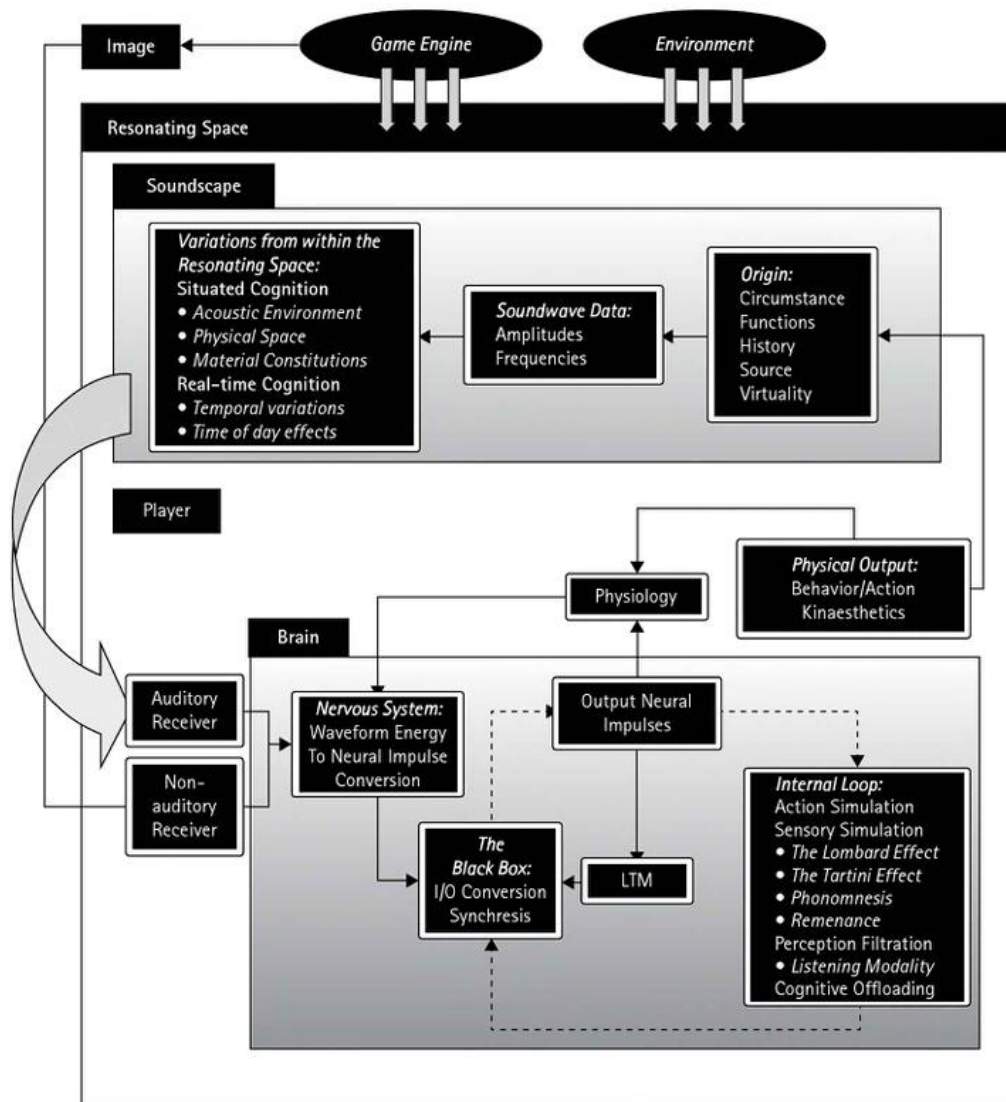 Image
Game Engine
Environment
Resonating Space
Soundscape
Variations from within the
Resonating Space:
Situated Cognition
• Acoustic Environment
• Physical Space
• Material Constitutions
Real-time Cognition
• Temporal variations
• Time of day effects
Soundwave Data:
Amplitudes
Frequencies
Origin:
Circumstance
Functions
History
Source
Virtuality
Player
Physiology
Physical Output:
Behavior/Action
Kinaesthetics
Brain
Auditory
Receiver
Non-
auditory
Receiver
Nervous System:
Waveform Energy
To Neural Impulse
Conversion
Output Neural
Impulses
The
Black Box:
I/O Conversion
Synchresis
LTM
Internal Loop:
Action Simulation
Sensory Simulation
• The Lombard Effect
• The Tartini Effect
• Phonomnesis
• Remenance
Perception Filtration
• Listening Modality
Cognitive Offloading